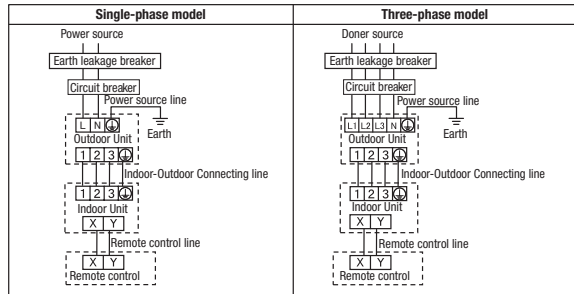 Single-phase model
Power source
Earth leakage breaker
Circuit breaker
Power source line
L N
Earth
Outdoor Unit
1 2 3
Indoor-Outdoor Connecting line
1 2 3
Indoor Unit
X Y
Remote control line
X Y
Remote control
Three-phase model
Doner source
Earth leakage breaker
Circuit breaker
Power source line
L1 L2 L3 N
Earth
Outdoor Unit
1 2 3
Indoor-Outdoor Connecting line
1 2 3
Indoor Unit
X Y
Remote control line
X Y
Remote control